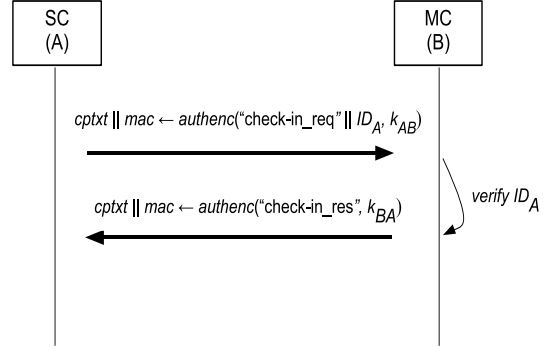 SC
(A)
MC
(B)
cptxt || mac ← authenc(“check-in_req” || ID_A, k_AB)
verify ID_A
cptxt || mac ← authenc(“check-in_res”, k_BA)